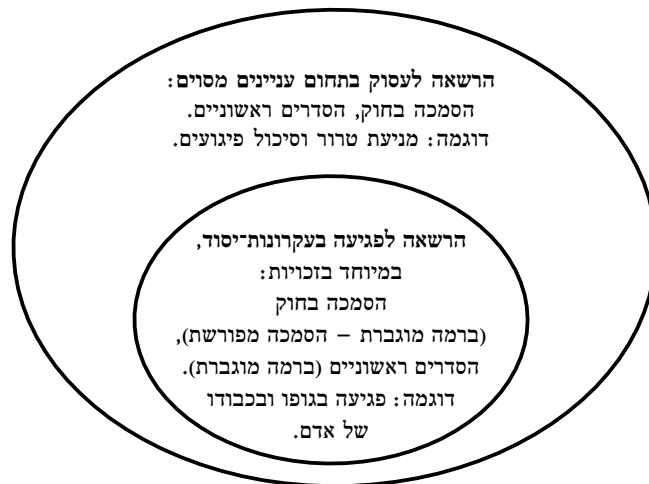 הרשאה לעסוק בתחום עניינים מסוים:
הסמכה בחוק, הסדרים ראשוניים.
דוגמה: מניעת טרור וסיכול פיגועים.
הרשאה לפגיעה בעקרונות־יסוד,
במיוחד בזכויות:
הסמכה בחוק
(ברמה מוגברת – הסמכה מפורשת),
הסדרים ראשוניים (ברמה מוגברת).
דוגמה: פגיעה בגופו ובכבודו
של אדם.